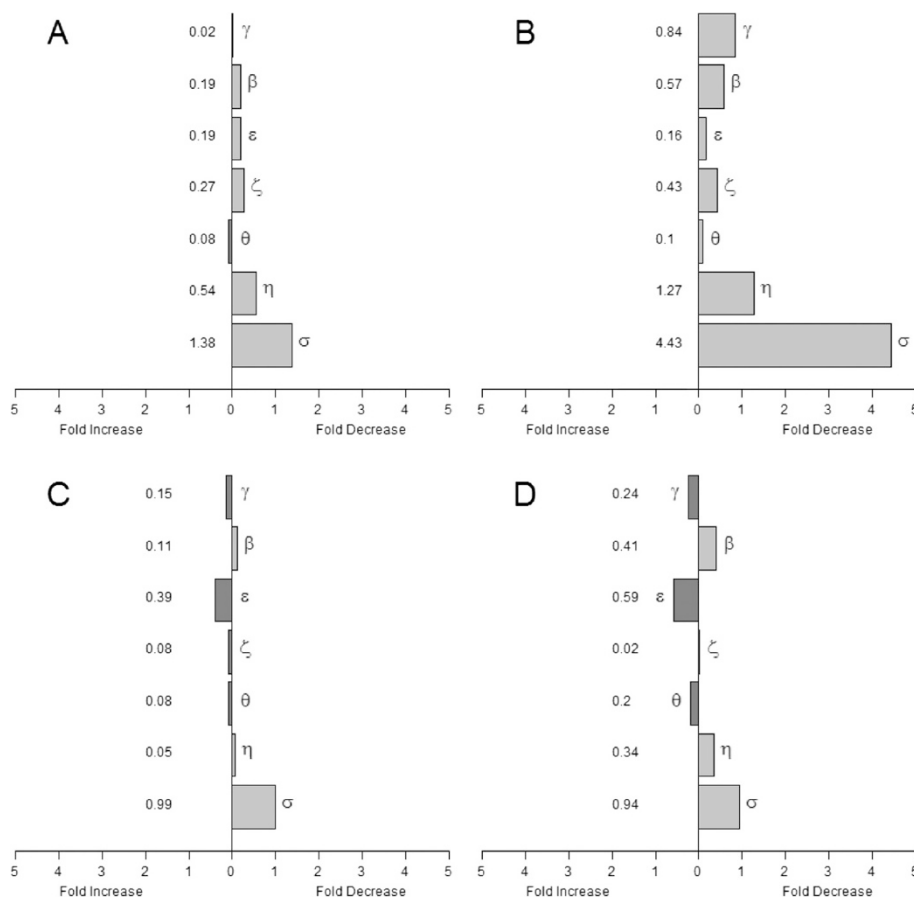 A
0.02 γ
0.19 β
0.19 ε
0.27 ζ
0.08 θ
0.54 η
1.38 σ
5 4 3 2 1 0 1 2 3 4 5
Fold Increase Fold Decrease
B
0.84 γ
0.57 β
0.16 ε
0.43 ζ
0.1 θ
1.27 η
4.43 σ
5 4 3 2 1 0 1 2 3 4 5
Fold Increase Fold Decrease
C
0.15 γ
0.11 β
0.39 ε
0.08 ζ
0.08 θ
0.05 η
0.99 σ
5 4 3 2 1 0 1 2 3 4 5
Fold Increase Fold Decrease
D
0.24 γ
0.41 β
0.59 ε
0.02 ζ
0.2 θ
0.34 η
0.94 σ
5 4 3 2 1 0 1 2 3 4 5
Fold Increase Fold Decrease